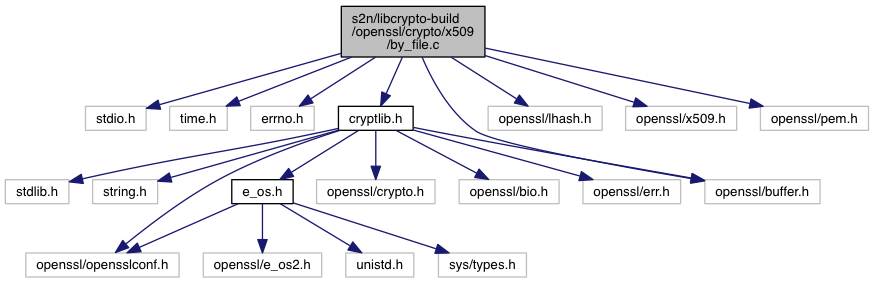 s2n/libcrypto-build
/openssl/crypto/x509
/by_file.c
stdio.h
time.h
errno.h
cryptlib.h
openssl/lhash.h
openssl/x509.h
openssl/pem.h
stdlib.h
string.h
e_os.h
openssl/crypto.h
openssl/bio.h
openssl/err.h
openssl/buffer.h
openssl/opensslconf.h
openssl/e_os2.h
unistd.h
sys/types.h